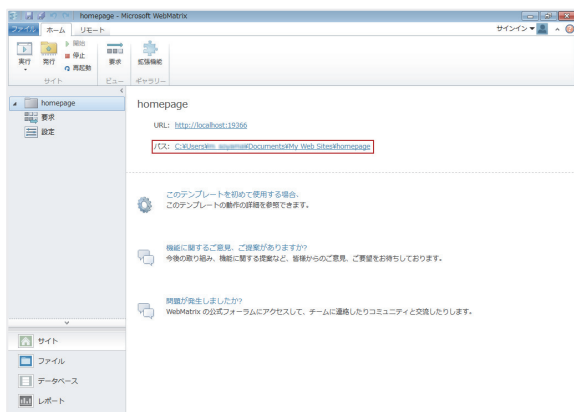 homepage - Microsoft WebMatrix
ファイル ホーム リモート サインイン
実行 発行 開始 停止 再起動 要求 拡張機能
サイト ビュー ギャラリー
homepage
要求
設定
homepage
URL: http://localhost:19366
パス: C:¥Users¥ ¥Documents¥My Web Sites¥homepage
このテンプレートを初めて使用する場合。
このテンプレートの動作の詳細を参照できます。
機能に関するご意見、ご提案がありますか?
今後の取り組み、機能に関する提案など、皆様からのご意見、ご要望をお待ちしております。
問題が発生しましたか?
WebMatrix の公式フォーラムにアクセスして、チームに連絡したりコミュニティと交流したりします。
サイト
ファイル
データベース
レポート